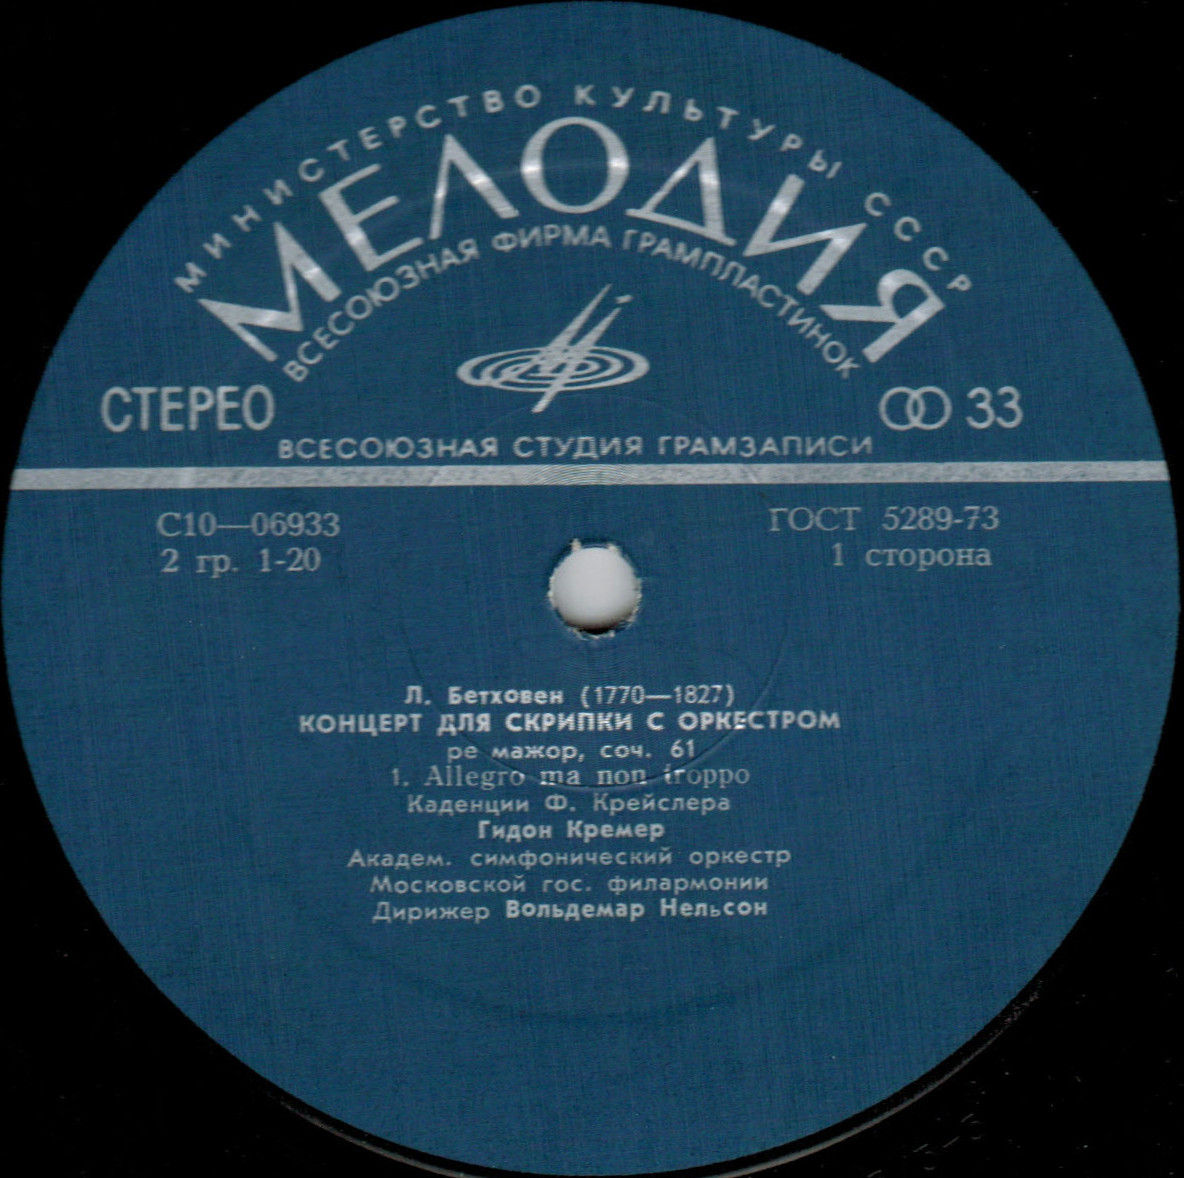 МИНИСТЕРСТВО КУЛЬТУРЫ СССР
МЕЛОДИЯ
ВСЕСОЮЗНАЯ ФИРМА ГРАМПЛАСТИНОК
СТЕРЕО
33
ВСЕСОЮЗНАЯ СТУДИЯ ГРАМЗАПИСИ
С10—06933
ГОСТ 5289-73
2 гр. 1-20
1 сторона
Л. Бетховен (1770—1827)
КОНЦЕРТ ДЛЯ СКРИПКИ С ОРКЕСТРОМ
ре мажор, соч. 61
1. Allegro ma non troppo
Каденции Ф. Крейслера
Гидон Кремер
Академ. симфонический оркестр
Московской гос. филармонии
Дирижер Вольдемар Нельсон